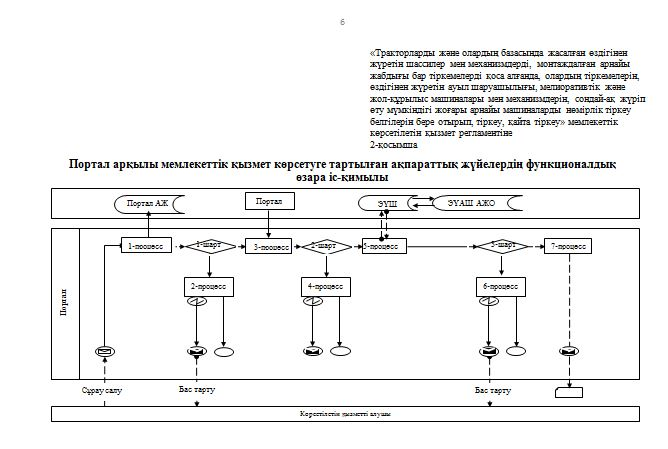 6
«Тракторларды және олардың базасында жасалған өздігінен
жүретін шассилер мен механизмдерді, монтаждалған арнайы
жабдығы бар тіркемелерді қоса алғанда, олардың тіркемелерін,
өздігінен жүретін ауыл шаруашылығы, мелиоративтік және
жол-құрылыс машиналары мен механизмдерін, сондай-ақ жүріп
өту мүмкіндігі жоғары арнайы машиналарды нөмірлік тіркеу
белгілерін бере отырып, тіркеу, қайта тіркеу» мемлекеттік
көрсетілетін қызмет регламентіне
2-қосымша
Портал арқылы мемлекеттік қызмет көрсетуге тартылған ақпараттық жүйелердің функционалдық
өзара іс-қимылы
Портал АЖ
Портал
ЭҮШ
ЭҮАШ АЖО
Портал
1-процесс
1-шарт
3-процесс
2-шарт
5-процесс
3-шарт
7-процесс
2-процесс
4-процесс
6-процесс
Сұрау салу
Бас тарту
Бас тарту
Көрсетілетін қызметті алушы